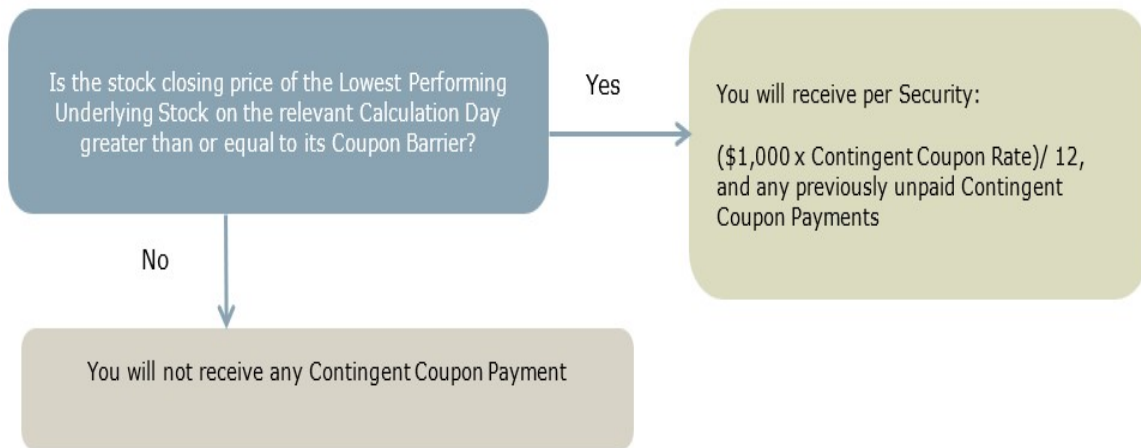 Is the stock closing price of the Lowest Performing
Underlying Stock on the relevant Calculation Day
greater than or equal to its Coupon Barrier?
Yes
You will receive per Security:
($1,000 x Contingent Coupon Rate)/ 12,
and any previously unpaid Contingent
Coupon Payments
No
You will not receive any Contingent Coupon Payment